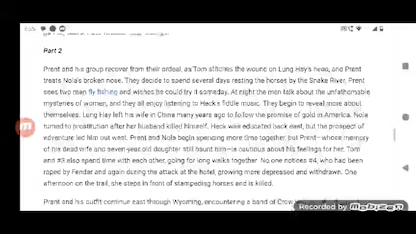 Part 2
Prent and his group recover from their ordeal, as Tom stitches the wound on Lung Hay's head, and Prent
treats Nola's broken nose. They decide to spend several days resting the horses by the Snake River. Prent
sees two men fly fishing and wishes he could try it someday. At night the men talk about the unfathomable
mysteries of women, and they all enjoy listening to Heck's fiddle music. They begin to reveal more about
themselves. Lung Hay left his wife in China many years ago to follow the promise of gold in America. Nola
turned to prostitution after her husband killed himself. Heck was educated back east, but the prospect of
adventure led him out west. Prent and Nola begin spending more time together, but Prent—whose memory
of his dead wife and seven-year old daughter still haunt him—is cautious about his feelings for her. Tom
and #3 also spend time with each other, going for long walks together. No one notices #4, who had been
raped by Fender and again during the attack at the hotel, growing more depressed and withdrawn. One
afternoon on the trail, she steps in front of stampeding horses and is killed.
Prent and his outfit continue east through Wyoming, encountering a band of Crow
Recorded by
Mobizen